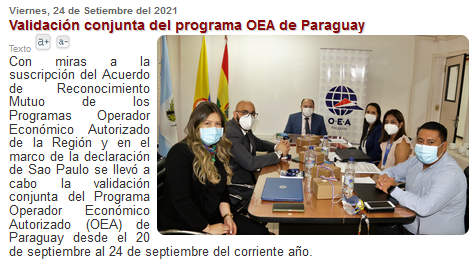 Viernes, 24 de Setiembre del 2021
Validación conjunta del programa OEA de Paraguay
Texto a+ a-
Con miras a la
suscripción del Acuerdo
de Reconocimiento
Mutuo de los
Programas Operador
Económico Autorizado
de la Región y en el
marco de la declaración
de Sao Paulo se llevó a
cabo la validación
conjunta del Programa
Operador Económico
Autorizado (OEA) de
Paraguay desde el 20
de septiembre al 24 de septiembre del corriente año.
OEA
Paraguay